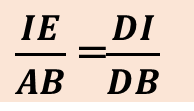 IE/AB = DI/DB